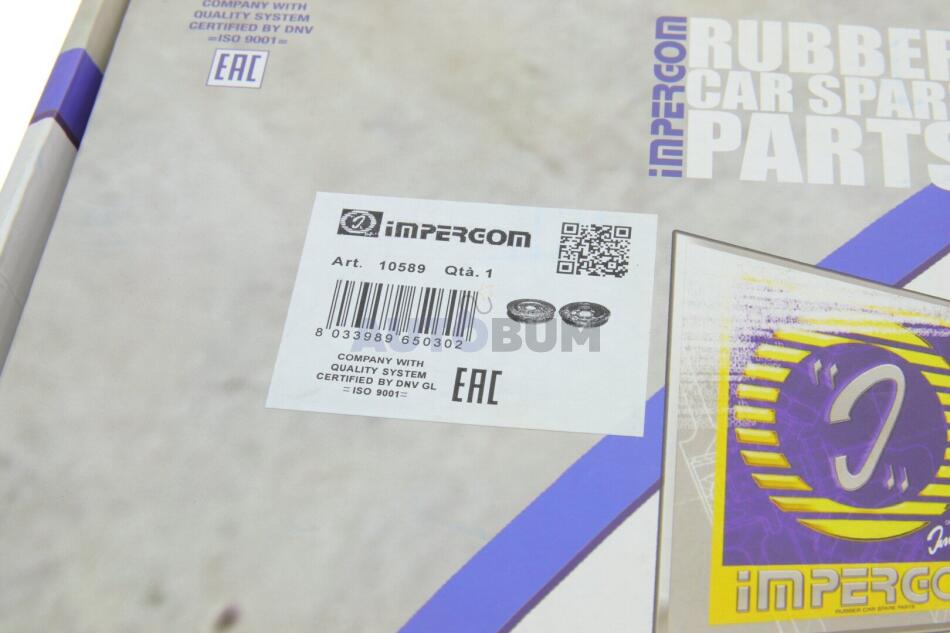 COMPANY WITH
QUALITY SYSTEM
CERTIFIED BY DNV
=ISO 9001=
EAC
IMPERGOM
RUBBER
CAR SPAR
PARTS
IMPERGOM
Art. 10589 Qtà. 1
8 033989 650302
AUTOBUM
COMPANY WITH
QUALITY SYSTEM
CERTIFIED BY DNV GL
=ISO 9001=
EAC
IMPERGO
RUBBER CAR SPARE PARTS